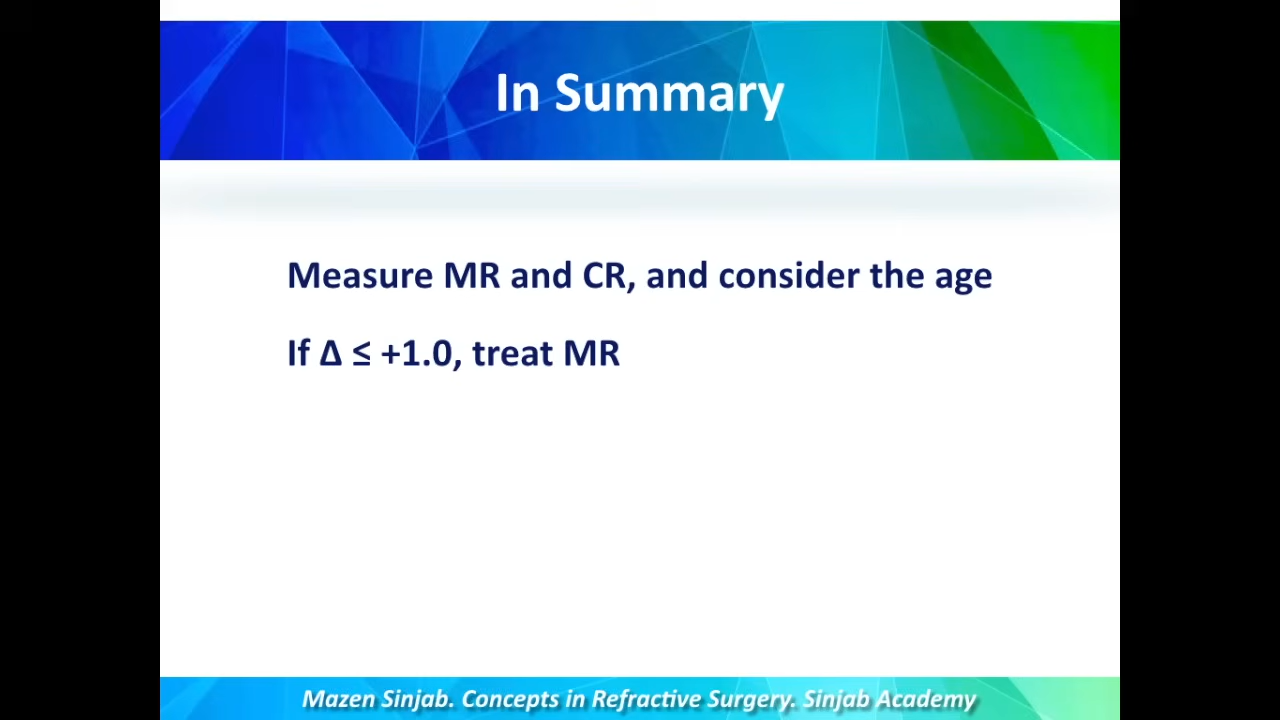 In Summary
Measure MR and CR, and consider the age
If Δ ≤ +1.0, treat MR
Mazen Sinjab. Concepts in Refractive Surgery. Sinjab Academy